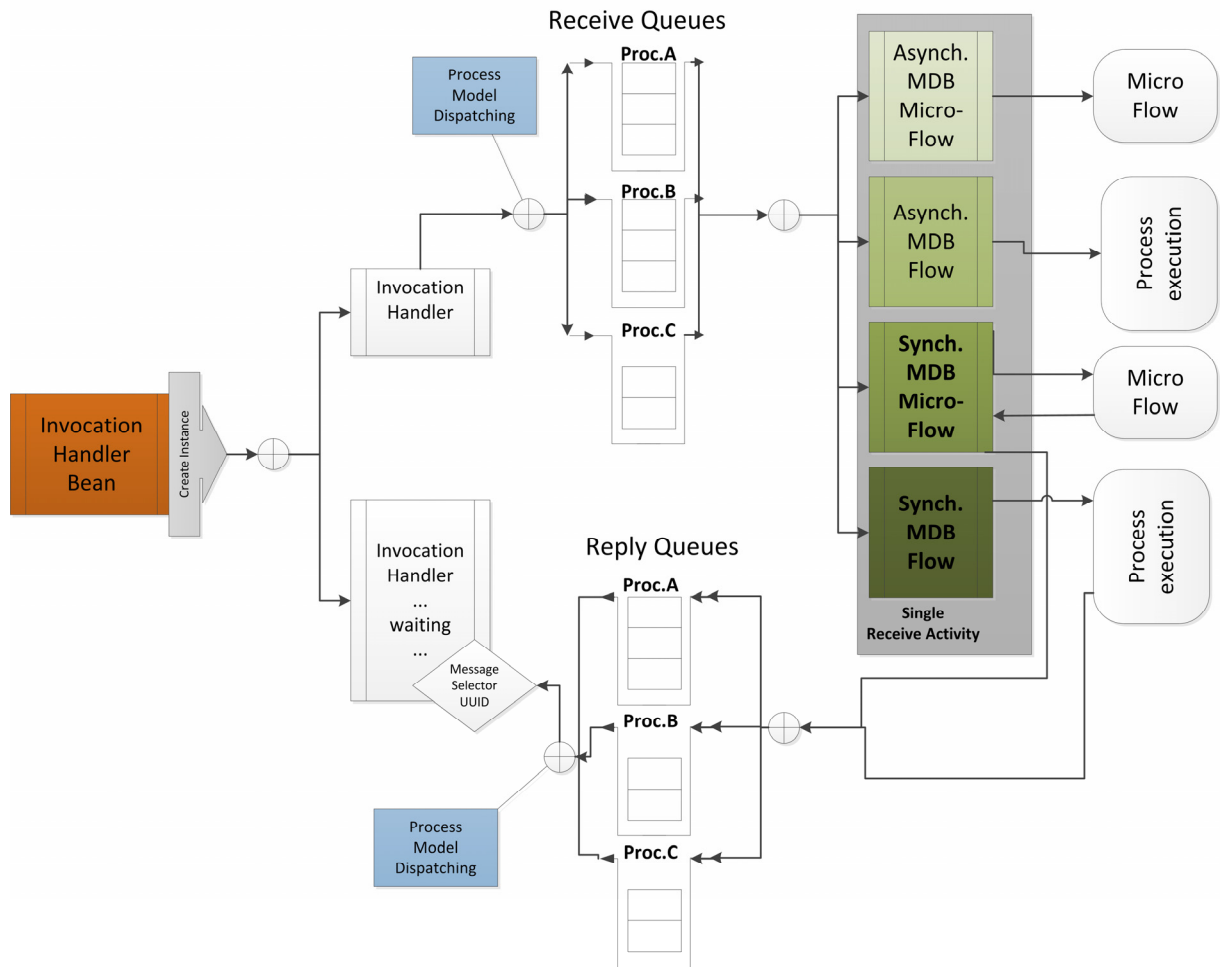 Receive Queues
Proc.A
Process
Model
Dispatching
Proc.B
Proc.C
Invocation
Handler
Asynch.
MDB
Micro-
Flow
Micro
Flow
Asynch.
MDB
Flow
Process
execution
Synch.
MDB
Micro-
Flow
Micro
Flow
Synch.
MDB
Flow
Process
execution
Single
Receive Activity
Invocation
Handler
Bean
Create Instance
Invocation
Handler
...
waiting
...
Message
Selector
UUID
Reply Queues
Proc.A
Proc.B
Proc.C
Process
Model
Dispatching